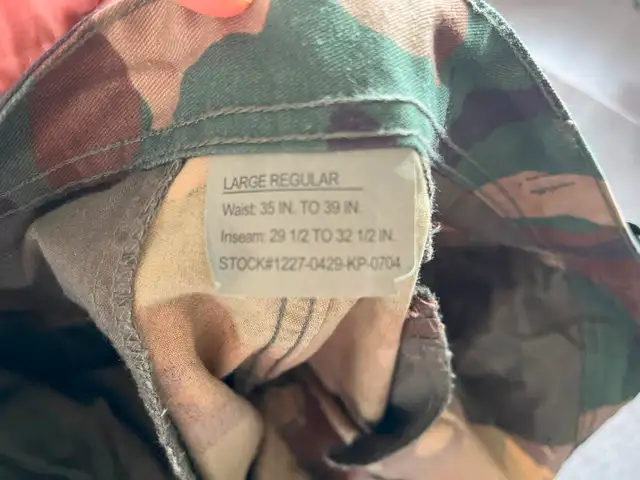 LARGE REGULAR
Waist: 35 IN. TO 39 IN.
Inseam: 29 1/2 TO 32 1/2 IN.
STOCK#1227-0429-KP-0704